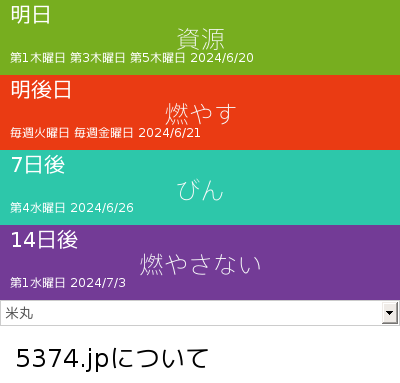 明日
資源
第1木曜日 第3木曜日 第5木曜日 2024/6/20
明後日
燃やす
毎週火曜日 毎週金曜日 2024/6/21
7日後
びん
第4水曜日 2024/6/26
14日後
燃やさない
第1水曜日 2024/7/3
米丸
5374.jpについて